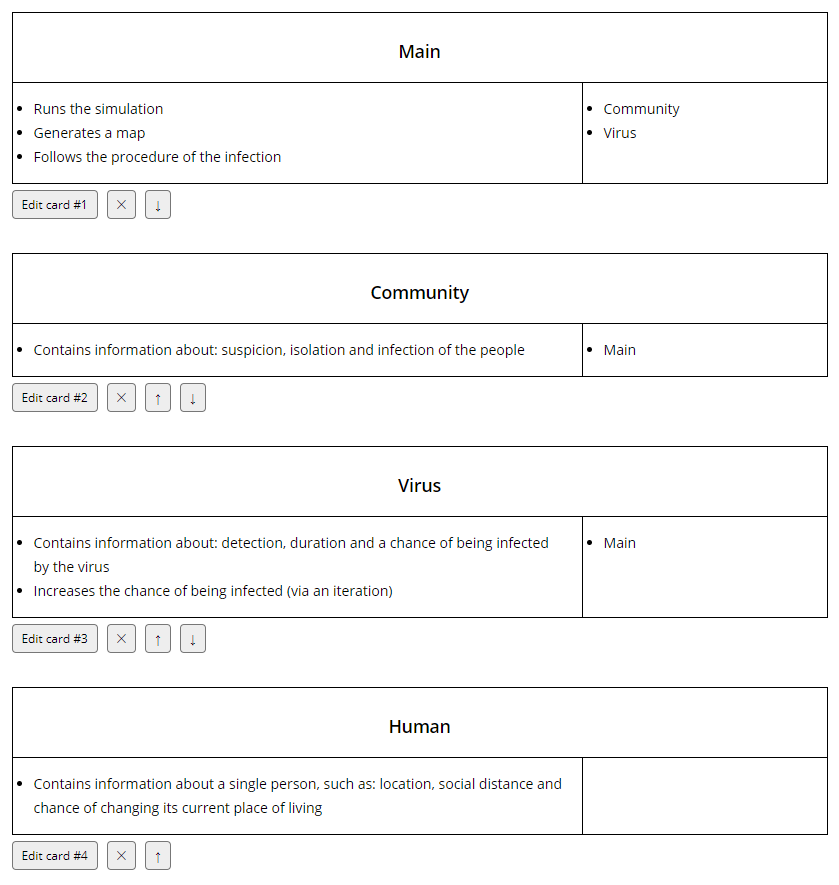 Main
Runs the simulation
Generates a map
Follows the procedure of the infection
Community
Virus
Edit card #1 × ↓
Community
Contains information about: suspicion, isolation and infection of the people
Main
Edit card #2 × ↑ ↓
Virus
Contains information about: detection, duration and a chance of being infected
by the virus
Increases the chance of being infected (via an iteration)
Main
Edit card #3 × ↑ ↓
Human
Contains information about a single person, such as: location, social distance and
chance of changing its current place of living
Edit card #4 × ↑